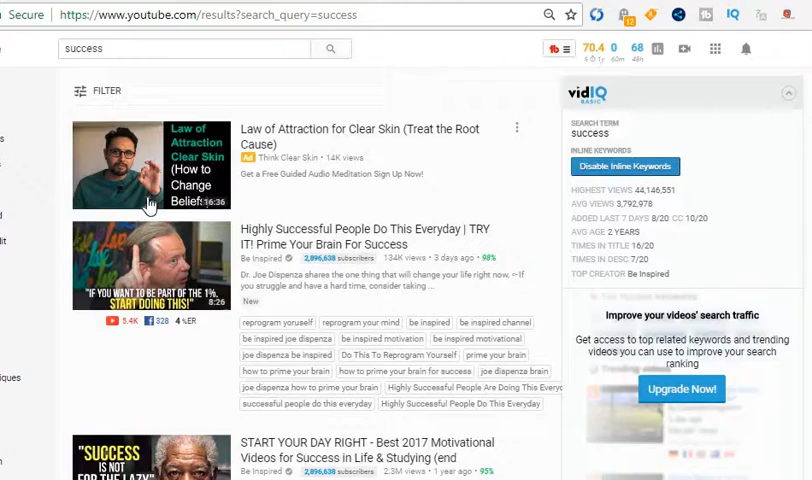 Secure https://www.youtube.com/results?search_query=success
12
IQ
success
70.4 0 68
60m 48h
FILTER
vidIQ
BASIC
SEARCH TERM
success
INLINE KEYWORDS
Disable Inline Keywords
HIGHEST VIEWS 44,146,551
AVG VIEWS 3,792,978
ADDED LAST 7 DAYS 8/20 CC 10/20
AVG AGE 2 YEARS
TIMES IN TITLE 16/20
TIMES IN DESC 7/20
TOP CREATOR Be Inspired
Improve your videos' search traffic
Get access to top related keywords and trending
videos you can use to improve your search
ranking
Upgrade Now!
Law of
Attraction
Clear Skin
(How to
Change
Beliefs
16:36
Law of Attraction for Clear Skin (Treat the Root
Cause)
Ad Think Clear Skin • 14K views
Get a Free Guided Audio Meditation Sign Up Now!
"IF YOU WANT TO BE PART OF THE 1%,
START DOING THIS!"
8:26
5.4K 328 4 %ER
Highly Successful People Do This Everyday | TRY
IT! Prime Your Brain For Success
Be Inspired 2,896,638 subscribers 134K views • 3 days ago • 98%
Dr. Joe Dispenza shares the one thing that will change your life right now. <-If
you struggle and have a hard time, consider taking ...
New
reprogram yoruself reprogram your mind be inspired be inspired channel
be inspired joe dispenza be inspired motivation be inspired motivational
joe dispenza be inspired Do This To Reprogram Yourself prime your brain
how to prime your brain how to prime your brain for success joe dispenza brain
joe dispenza how to prime your brain Highly Successful People Are Doing This Everyd
successful people do this everyday Highly Successful People Do This Everyday
"SUCCESS
IS NOT
FOR THE LAZY"
START YOUR DAY RIGHT - Best 2017 Motivational
Videos for Success in Life & Studying (end
Be Inspired 2,896,638 subscribers 2.3M views • 1 year ago • 95%
dit
iques